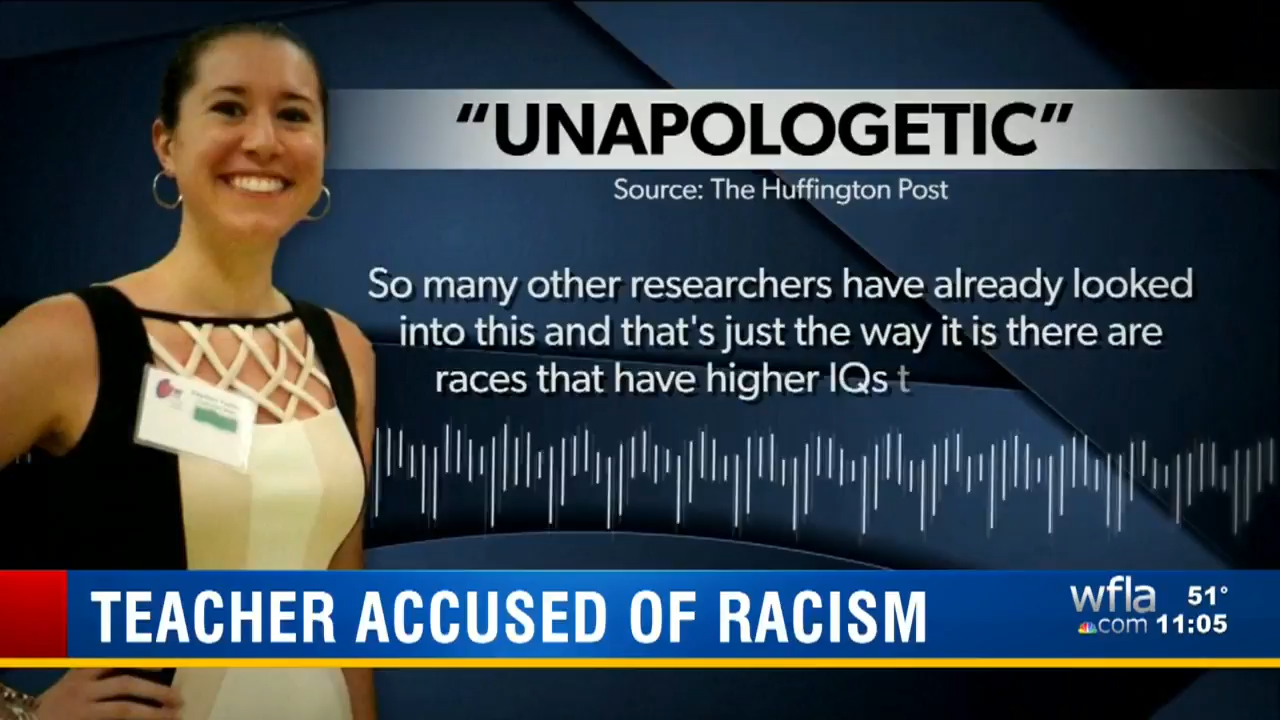 “UNAPOLOGETIC”
Source: The Huffington Post
So many other researchers have already looked
into this and that's just the way it is there are
races that have higher IQs t
TEACHER ACCUSED OF RACISM
wfla 51°
.com 11:05